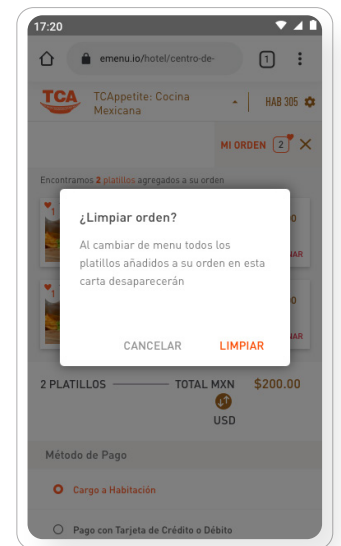 17:20
emenu.io/hotel/centro-de-
1
TCA
TCAppetite: Cocina
Mexicana
HAB 305
MI ORDEN 2
Encontramos 2 platillos agregados a su orden
1
¿Limpiar orden?
Al cambiar de menu todos los
platillos añadidos a su orden en esta
carta desaparecerán
CANCELAR
LIMPIAR
1
2 PLATILLOS
TOTAL MXN
$200.00
USD
Método de Pago
Cargo a Habitación
Pago con Tarjeta de Crédito o Débito